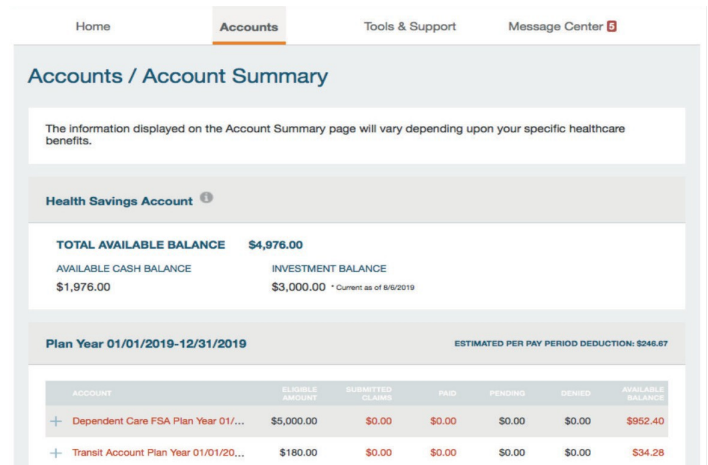 Home Accounts Tools & Support Message Center 5
Accounts / Account Summary
The information displayed on the Account Summary page will vary depending upon your specific healthcare
benefits.
Health Savings Account i
TOTAL AVAILABLE BALANCE $4,976.00
AVAILABLE CASH BALANCE INVESTMENT BALANCE
$1,976.00 $3,000.00 * Current as of 8/6/2019
Plan Year 01/01/2019-12/31/2019 ESTIMATED PER PAY PERIOD DEDUCTION: $246.67
ACCOUNT ELIGIBLE AMOUNT SUBMITTED CLAIMS PAID PENDING DENIED AVAILABLE BALANCE
+ Dependent Care FSA Plan Year 01/... $5,000.00 $0.00 $0.00 $0.00 $0.00 $952.40
+ Transit Account Plan Year 01/01/20... $180.00 $0.00 $0.00 $0.00 $0.00 $34.28